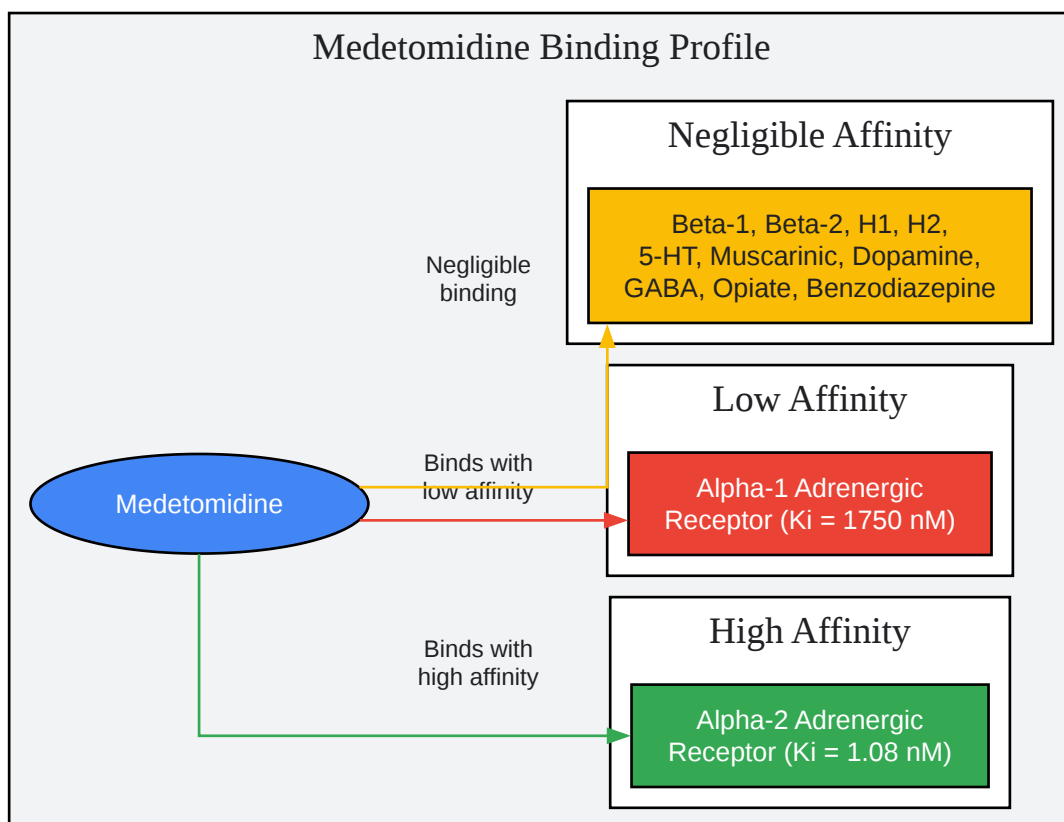 Medetomidine Binding Profile
Negligible Affinity
Beta-1, Beta-2, H1, H2,
5-HT, Muscarinic, Dopamine,
GABA, Opiate, Benzodiazepine
Negligible
binding
Low Affinity
Binds with
low affinity
Medetomidine
Alpha-1 Adrenergic
Receptor (Ki = 1750 nM)
High Affinity
Binds with
high affinity
Alpha-2 Adrenergic
Receptor (Ki = 1.08 nM)